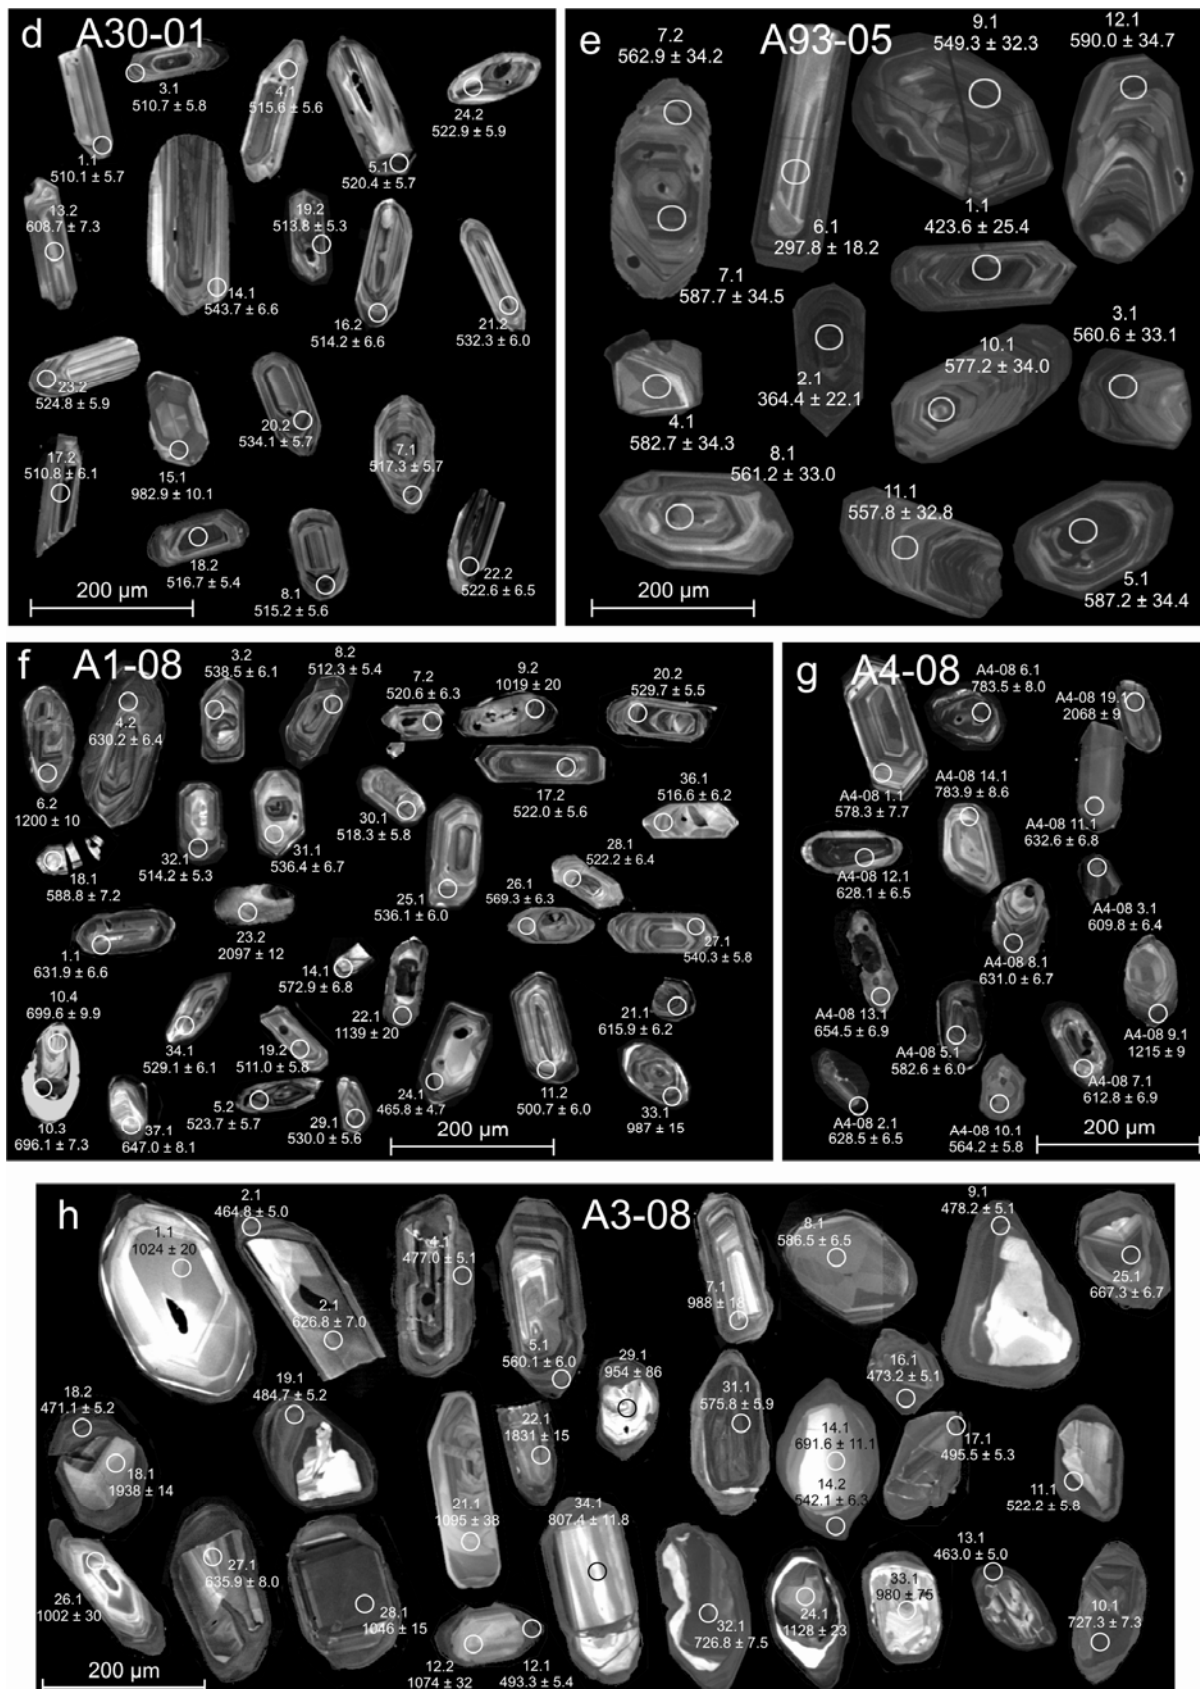 d A30-01
3.1
510.7 ± 5.8
4.1
515.6 ± 5.6
24.2
522.9 ± 5.9
1.1
510.1 ± 5.7
5.1
520.4 ± 5.7
13.2
608.7 ± 7.3
19.2
513.8 ± 5.3
14.1
543.7 ± 6.6
16.2
514.2 ± 6.6
21.2
532.3 ± 6.0
23.2
524.8 ± 5.9
20.2
534.1 ± 5.7
7.1
517.3 ± 5.7
17.2
510.8 ± 6.1
15.1
982.9 ± 10.1
18.2
516.7 ± 5.4
8.1
515.2 ± 5.6
22.2
522.6 ± 6.5
200 µm
e A93-05
7.2
562.9 ± 34.2
9.1
549.3 ± 32.3
12.1
590.0 ± 34.7
6.1
297.8 ± 18.2
1.1
423.6 ± 25.4
7.1
587.7 ± 34.5
3.1
560.6 ± 33.1
10.1
577.2 ± 34.0
2.1
364.4 ± 22.1
4.1
582.7 ± 34.3
8.1
561.2 ± 33.0
11.1
557.8 ± 32.8
5.1
587.2 ± 34.4
200 µm
f A1-08
3.2
538.5 ± 6.1
8.2
512.3 ± 5.4
7.2
520.6 ± 6.3
9.2
1019 ± 20
20.2
529.7 ± 5.5
4.2
630.2 ± 6.4
6.2
1200 ± 10
17.2
522.0 ± 5.6
36.1
516.6 ± 6.2
30.1
518.3 ± 5.8
32.1
514.2 ± 5.3
31.1
536.4 ± 6.7
28.1
522.2 ± 6.4
18.1
588.8 ± 7.2
25.1
536.1 ± 6.0
26.1
569.3 ± 6.3
23.2
2097 ± 12
27.1
540.3 ± 5.8
1.1
631.9 ± 6.6
14.1
572.9 ± 6.8
10.4
699.6 ± 9.9
22.1
1139 ± 20
21.1
615.9 ± 6.2
34.1
529.1 ± 6.1
19.2
511.0 ± 5.8
24.1
465.8 ± 4.7
11.2
500.7 ± 6.0
33.1
987 ± 15
5.2
523.7 ± 5.7
29.1
530.0 ± 5.6
10.3
696.1 ± 7.3
37.1
647.0 ± 8.1
200 µm
g A4-08
A4-08 6.1
783.5 ± 8.0
A4-08 19.1
2068 ± 9
A4-08 1.1
578.3 ± 7.7
A4-08 14.1
783.9 ± 8.6
A4-08 11.1
632.6 ± 6.8
A4-08 12.1
628.1 ± 6.5
A4-08 3.1
609.8 ± 6.4
A4-08 8.1
631.0 ± 6.7
A4-08 13.1
654.5 ± 6.9
A4-08 9.1
1215 ± 9
A4-08 5.1
582.6 ± 6.0
A4-08 7.1
612.8 ± 6.9
A4-08 2.1
628.5 ± 6.5
A4-08 10.1
564.2 ± 5.8
200 µm
h A3-08
2.1
464.8 ± 5.0
1.1
1024 ± 20
477.0 ± 5.1
8.1
586.5 ± 6.5
9.1
478.2 ± 5.1
25.1
667.3 ± 6.7
2.1
626.8 ± 7.0
7.1
988 ± 18
5.1
560.1 ± 6.0
29.1
954 ± 86
16.1
473.2 ± 5.1
18.2
471.1 ± 5.2
19.1
484.7 ± 5.2
31.1
575.8 ± 5.9
22.1
1831 ± 15
14.1
691.6 ± 11.1
17.1
495.5 ± 5.3
18.1
1938 ± 14
14.2
542.1 ± 6.3
11.1
522.2 ± 5.8
21.1
1095 ± 38
34.1
807.4 ± 11.8
13.1
463.0 ± 5.0
27.1
635.9 ± 8.0
33.1
980 ± 75
26.1
1002 ± 30
28.1
1046 ± 15
24.1
1128 ± 23
10.1
727.3 ± 7.3
32.1
726.8 ± 7.5
12.2
1074 ± 32
12.1
493.3 ± 5.4
200 µm